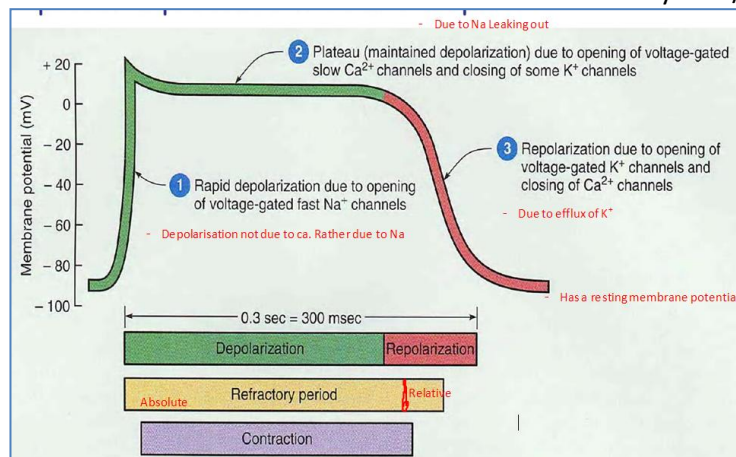 - Due to Na Leaking out
2 Plateau (maintained depolarization) due to opening of voltage-gated
slow Ca2+ channels and closing of some K+ channels
+ 20
0
- 20
- 40
- 60
- 80
- 100
Membrane potential (mV)
3 Repolarization due to opening of
voltage-gated K+ channels and
closing of Ca2+ channels
1 Rapid depolarization due to opening
of voltage-gated fast Na+ channels
- Due to efflux of K+
- Depolarisation not due to ca. Rather due to Na
- Has a resting membrane potential
0.3 sec = 300 msec
Depolarization Repolarization
Refractory period
Absolute
Relative
Contraction